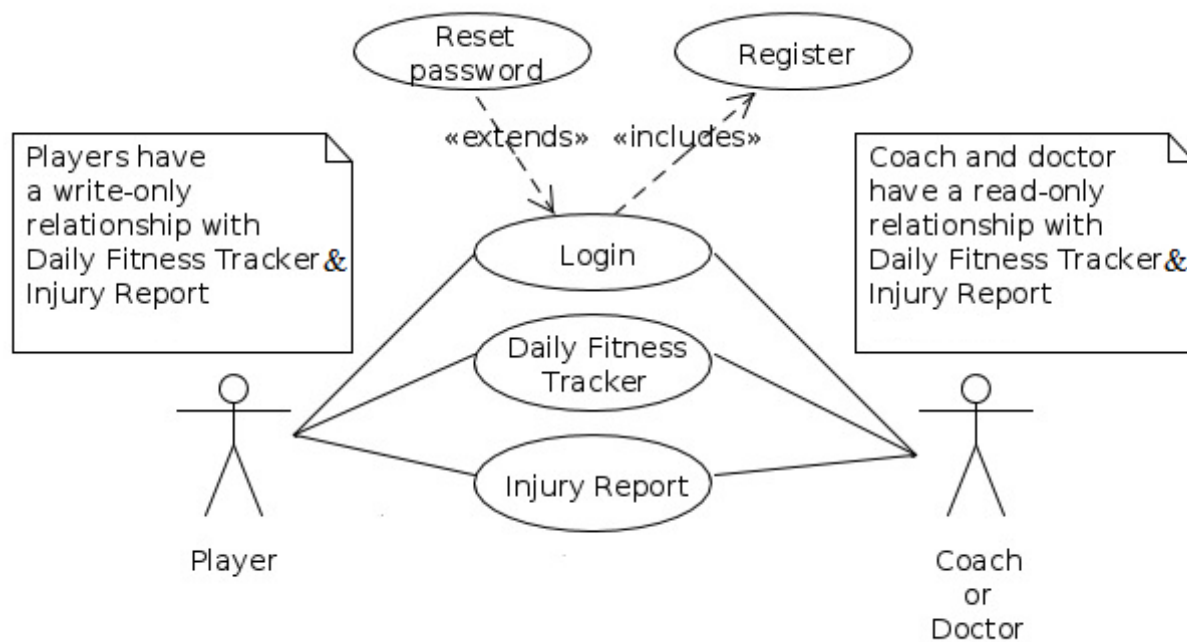 Reset
password
Register
«extends»
«includes»
Players have
a write-only
relationship with
Daily Fitness Tracker&
Injury Report
Coach and doctor
have a read-only
relationship with
Daily Fitness Tracker&
Injury Report
Login
Daily Fitness
Tracker
Injury Report
Player
Coach
or
Doctor